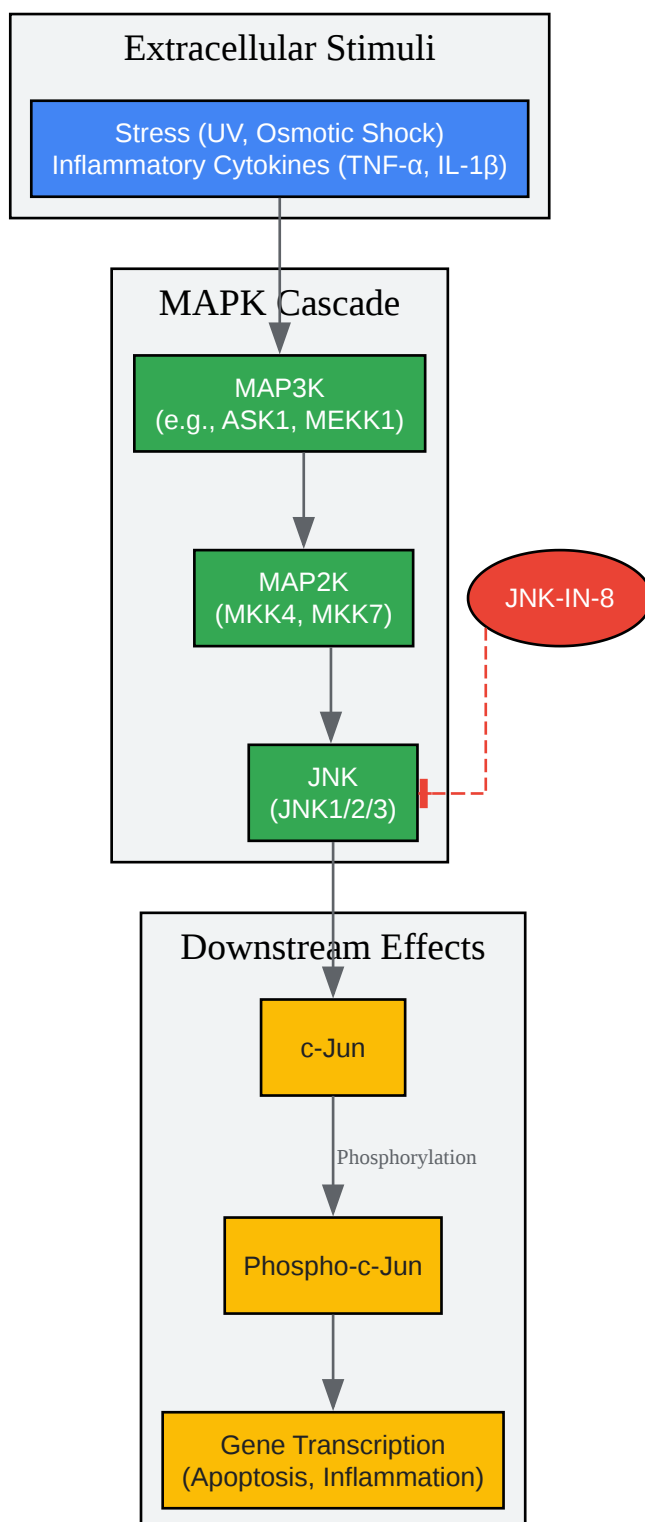 Extracellular Stimuli
Stress (UV, Osmotic Shock)
Inflammatory Cytokines (TNF-α, IL-1β)
MAPK Cascade
MAP3K
(e.g., ASK1, MEKK1)
MAP2K
(MKK4, MKK7)
JNK-IN-8
JNK
(JNK1/2/3)
Downstream Effects
c-Jun
Phosphorylation
Phospho-c-Jun
Gene Transcription
(Apoptosis, Inflammation)